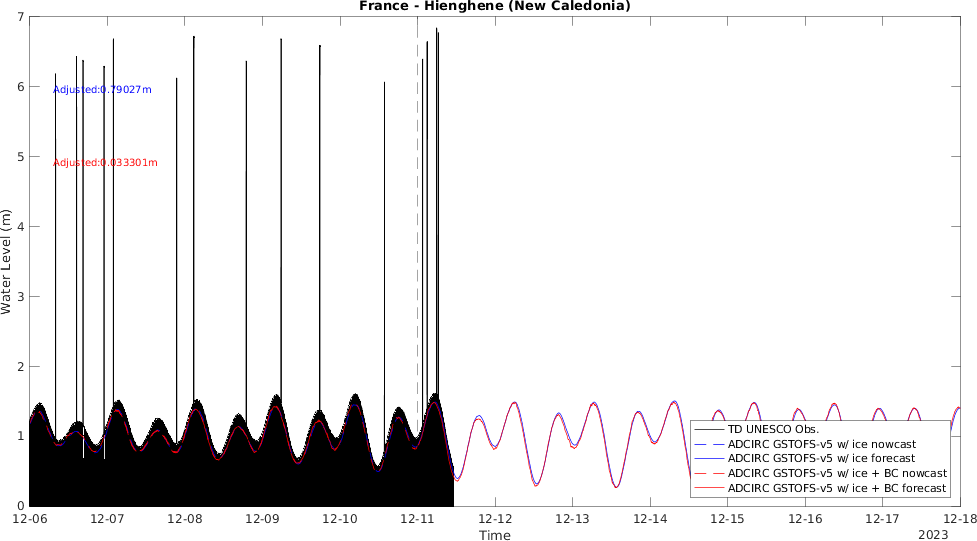 France - Hienghene (New Caledonia)
7
6
5
4
3
2
1
0
Water Level (m)
Adjusted:0.79027m
Adjusted:0.033301m
TD UNESCO Obs.
ADCIRC GSTOFS-v5 w/ ice nowcast
ADCIRC GSTOFS-v5 w/ ice forecast
ADCIRC GSTOFS-v5 w/ ice + BC nowcast
ADCIRC GSTOFS-v5 w/ ice + BC forecast
12-06 12-07 12-08 12-09 12-10 12-11 12-12 12-13 12-14 12-15 12-16 12-17 12-18
Time
2023